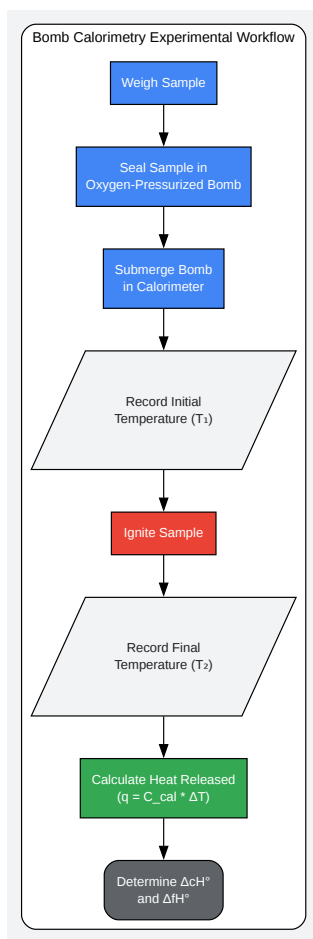 Bomb Calorimetry Experimental Workflow
Weigh Sample
Seal Sample in
Oxygen-Pressurized Bomb
Submerge Bomb
in Calorimeter
Record Initial
Temperature (T₁)
Ignite Sample
Record Final
Temperature (T₂)
Calculate Heat Released
(q = C_cal * ΔT)
Determine ΔcH°
and ΔfH°